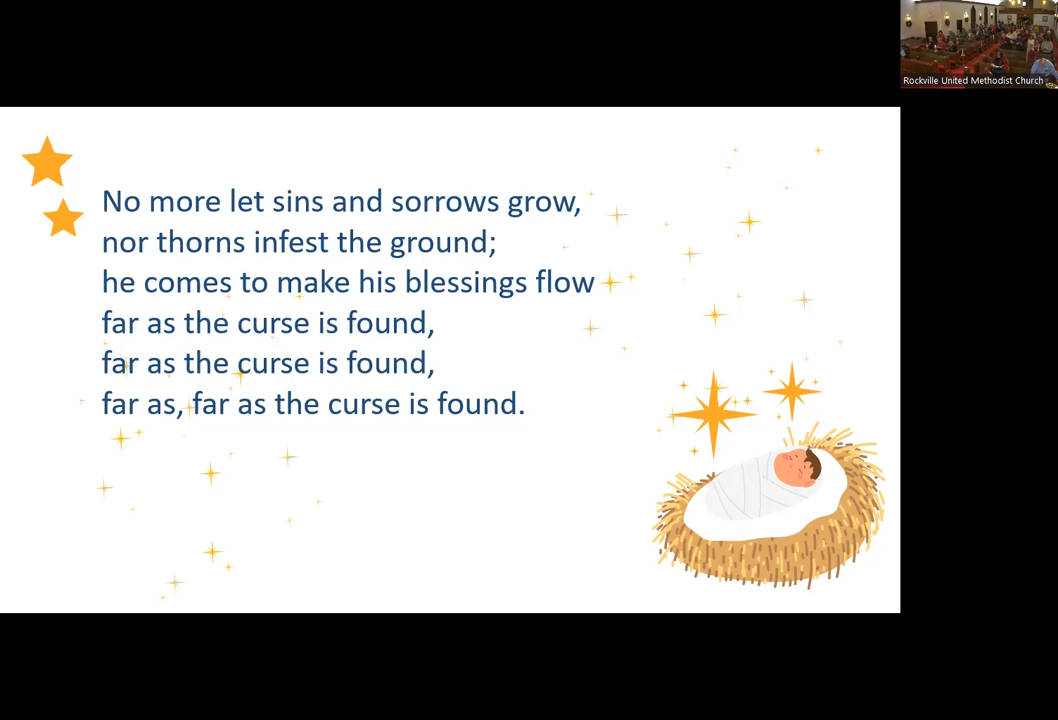 Rockville United Methodist Church
No more let sins and sorrows grow,
nor thorns infest the ground;
he comes to make his blessings flow
far as the curse is found,
far as the curse is found,
far as, far as the curse is found.